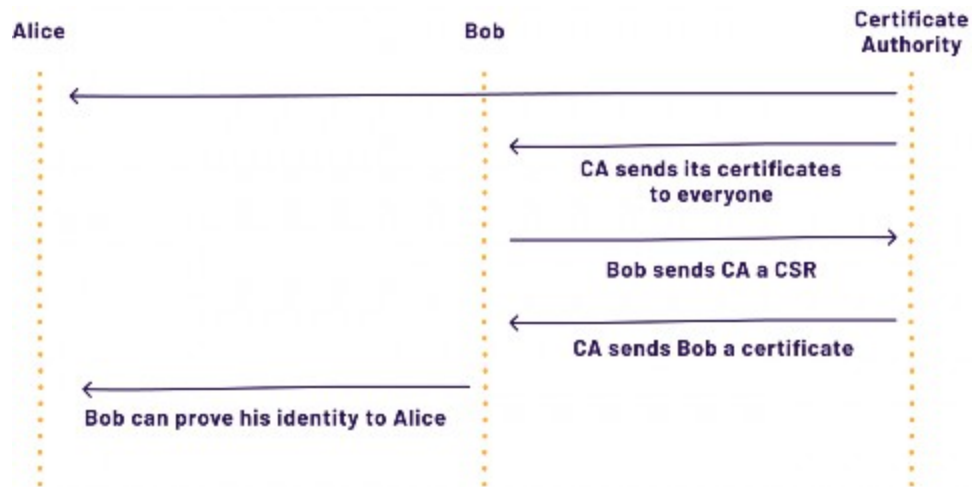 Alice
Bob
Certificate
Authority
CA sends its certificates
to everyone
Bob sends CA a CSR
CA sends Bob a certificate
Bob can prove his identity to Alice